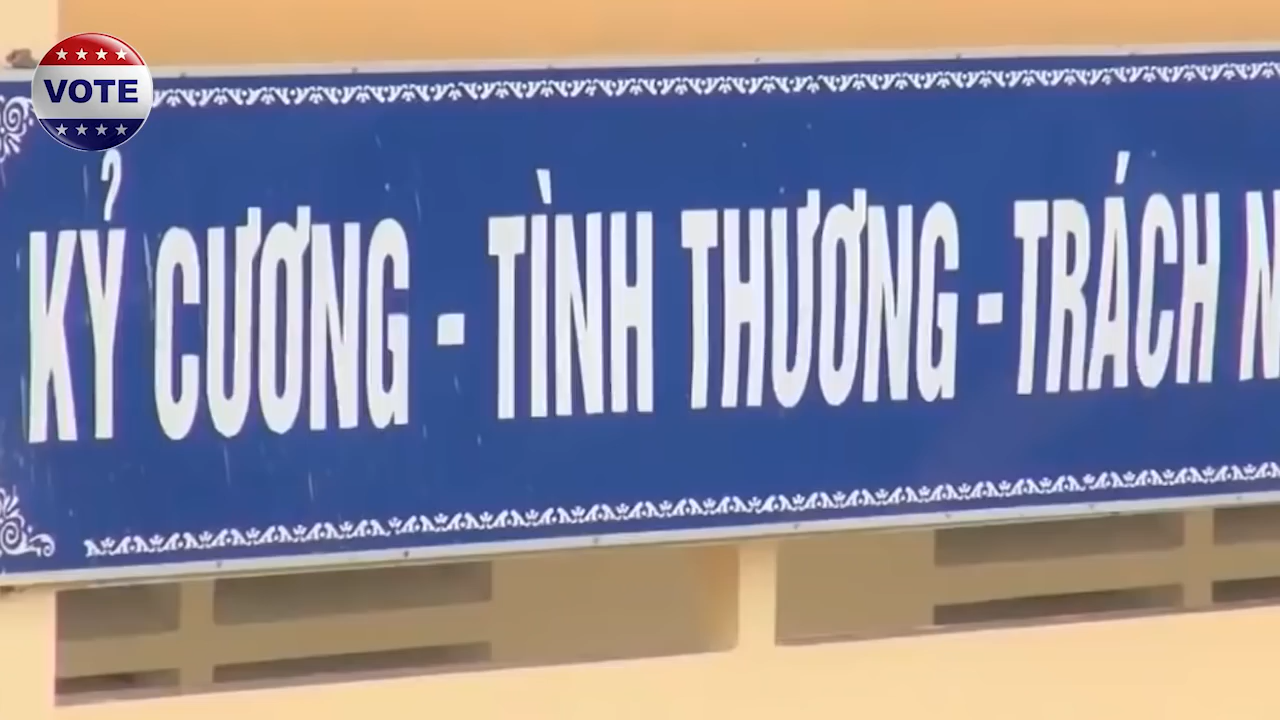 VOTE
KỶ CƯƠNG - TÌNH THƯƠNG - TRÁCH